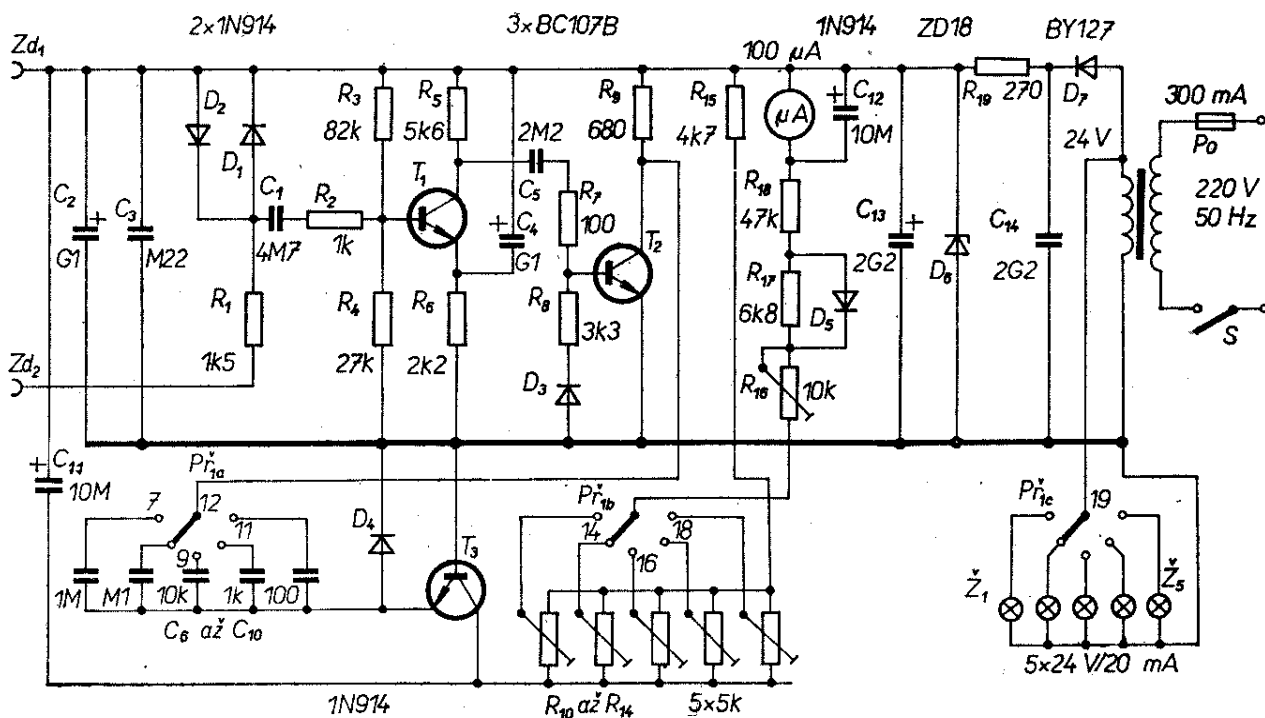 2×1N914
3×BC107B
1N914
ZD18
BY127
Zd₁
100 µA
D₂
R₃
82k
R₅
5k6
R₉
680
R₁₅
4k7
µA
C₁₂
10M
R₁₉
270
D₇
300 mA
Po
24 V
D₁
2M2
T₁
C₅
R₇
100
C₂
G1
C₃
M22
C₁
4M7
R₂
1k
C₄
G1
T₂
R₁₈
47k
C₁₃
2G2
C₁₄
2G2
220 V
50 Hz
D₆
R₁
1k5
R₄
27k
R₆
2k2
R₈
3k3
R₁₇
6k8
D₅
S
Zd₂
D₃
R₁₆
10k
C₁₁
10M
Př₁ₐ
7
12
11
9
D₄
T₃
Př₁b
14
18
16
Př₁c
19
1M
M1
10k
1k
100
C₆ až C₁₀
Ž₁
Ž₅
5×24 V/20 mA
1N914
R₁₀ až R₁₄
5×5k